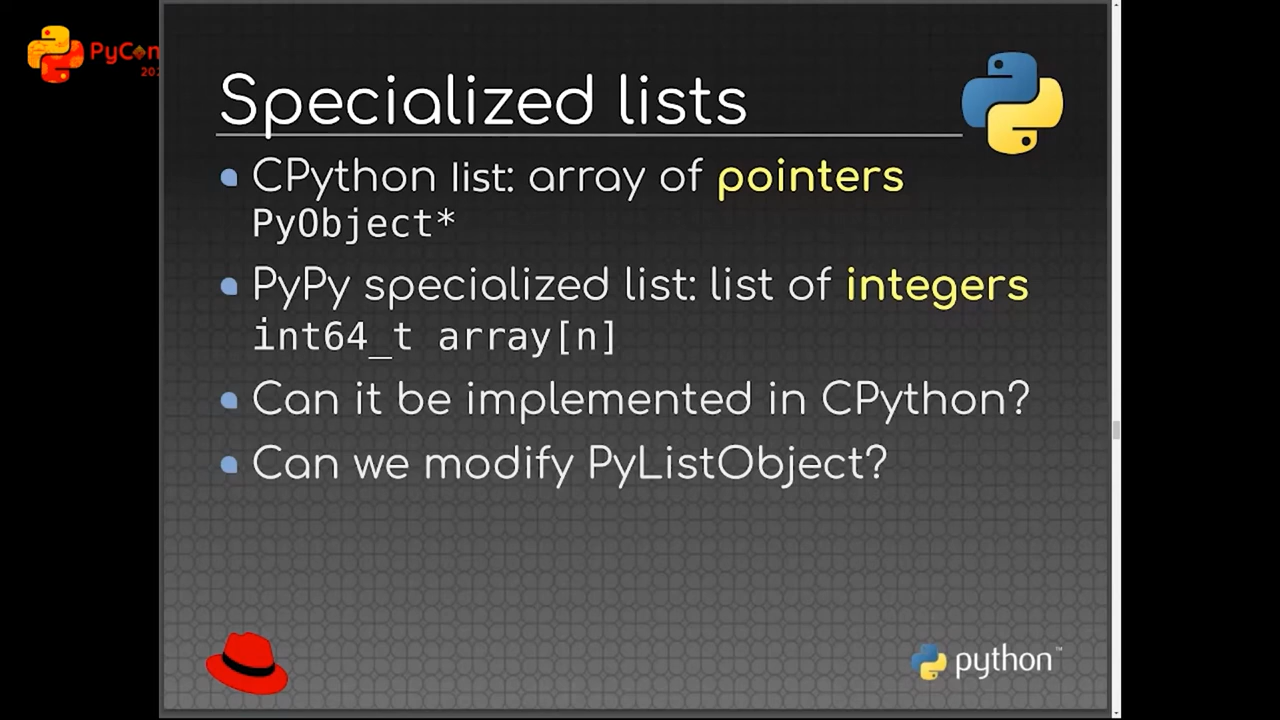 PyCon
202
Specialized lists
CPython list: array of pointers
PyObject*
PyPy specialized list: list of integers
int64_t array[n]
Can it be implemented in CPython?
Can we modify PyListObject?
python™